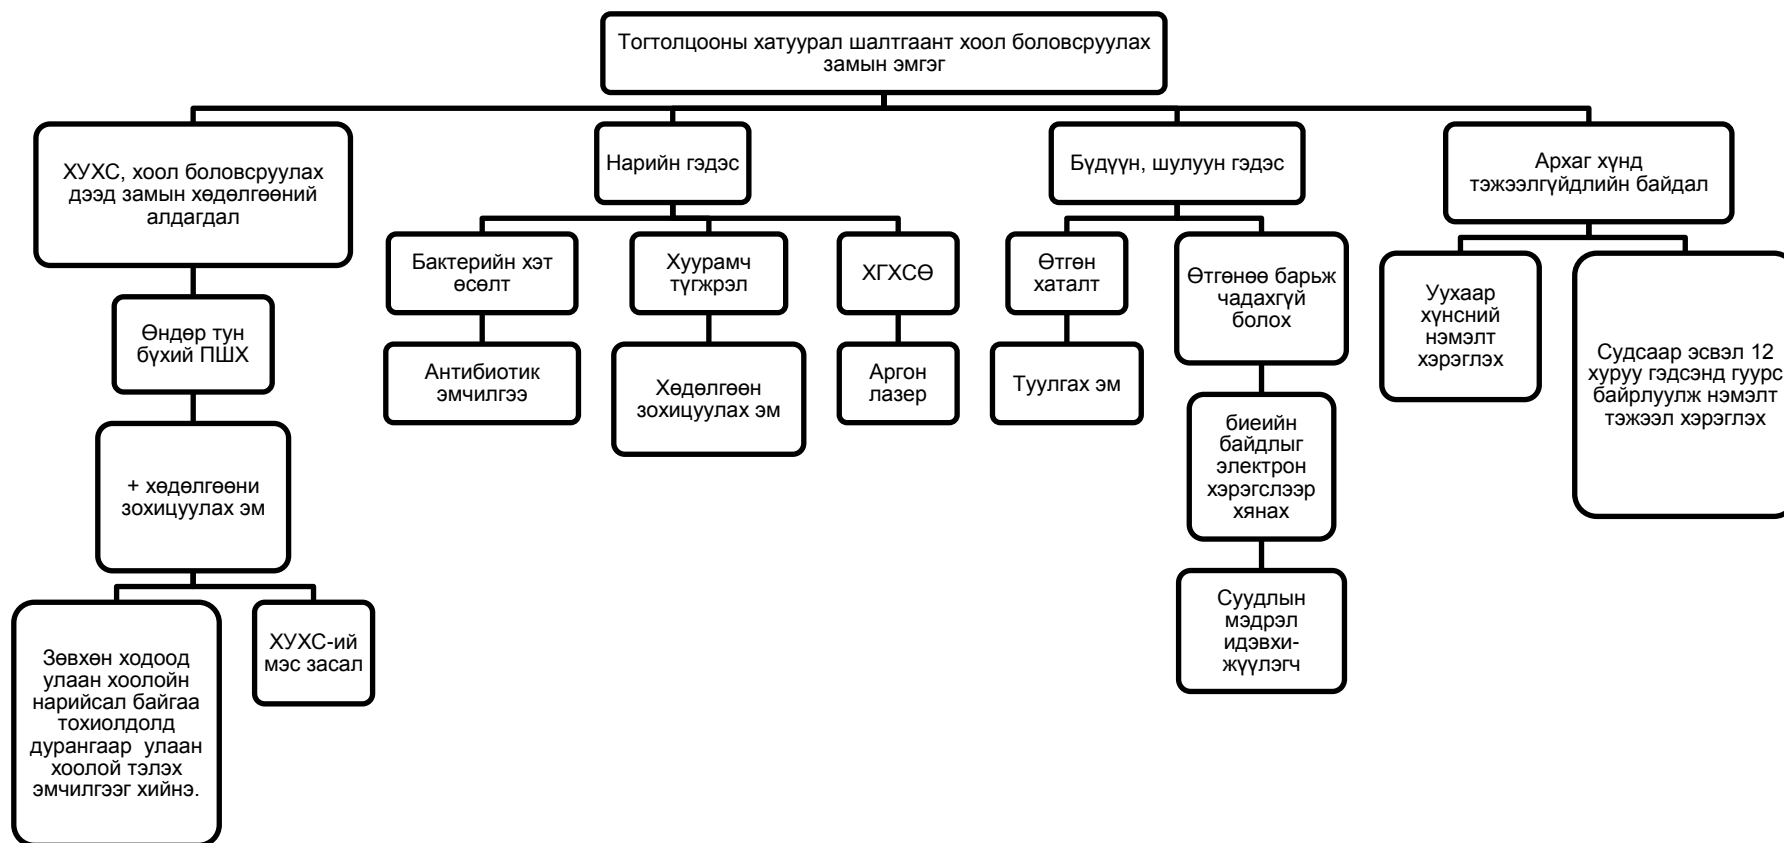 Тогтолцооны хатуурал шалтгаант хоол боловсруулах
замын эмгэг
ХУХС, хоол боловсруулах
дээд замын хөдөлгөөний
алдагдал
Өндөр тун
бүхий ПШХ
+ хөдөлгөөни
зохицуулах эм
Зөвхөн ходоод
улаан хоолойн
нарийсал байгаа
тохиолдолд
дурангаар улаан
хоолой тэлэх
эмчилгээг хийнэ.
ХУХС-ий
мэс засал
Нарийн гэдэс
Бактерийн хэт
өсөлт
Антибиотик
эмчилгээ
Хуурамч
түгжрэл
Хөдөлгөөн
зохицуулах эм
ХГХСӨ
Аргон
лазер
Бүдүүн, шулуун гэдэс
Өтгөн
хаталт
Туулгах эм
Өтгөнөө барьж
чадахгүй
болох
биеийн
байдлыг
электрон
хэрэгслээр
хянах
Суудлын
мэдрэл
идэвхи-
жүүлэгч
Архаг хүнд
тэжээлгүйдлийн байдал
Уухаар
хүнсний
нэмэлт
хэрэглэх
Судсаар эсвэл 12
хуруу гэдсэнд гуурс
байрлуулж нэмэлт
тэжээл хэрэглэх